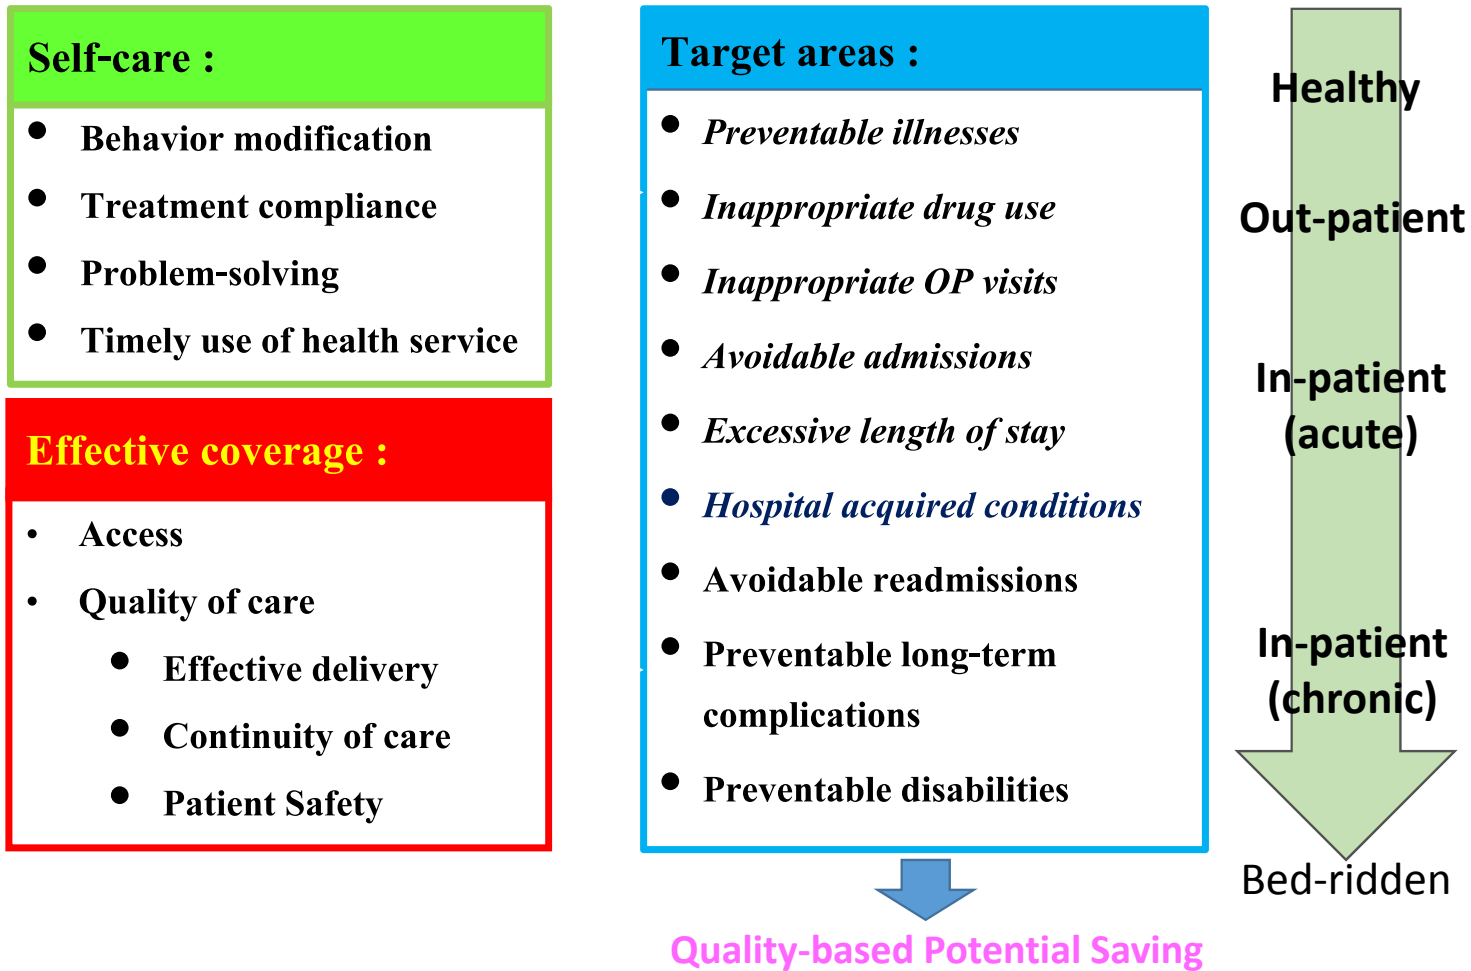 Self-care :
• Behavior modification
• Treatment compliance
• Problem-solving
• Timely use of health service
Effective coverage :
• Access
• Quality of care
• Effective delivery
• Continuity of care
• Patient Safety
Target areas :
• Preventable illnesses
• Inappropriate drug use
• Inappropriate OP visits
• Avoidable admissions
• Excessive length of stay
• Hospital acquired conditions
• Avoidable readmissions
• Preventable long-term
complications
• Preventable disabilities
Quality-based Potential Saving
Healthy
Out-patient
In-patient
(acute)
In-patient
(chronic)
Bed-ridden